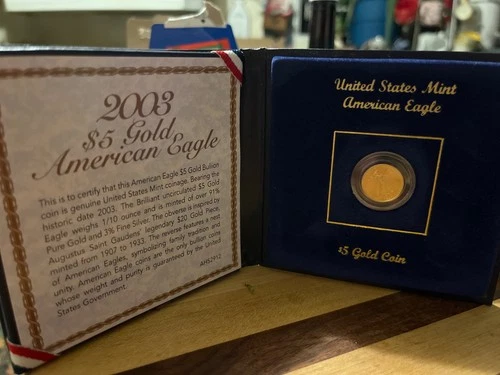 2003
$5 Gold
American Eagle
This is to certify that this American Eagle $5 Gold Bullion
coin is genuine United States Mint coinage. Bearing the
historic date 2003. The Brilliant uncirculated $5 Gold
Eagle weighs 1/10 ounce and is minted of over 91%
Pure Gold and 3% Fine Silver. The obverse is inspired by
Augustus Saint Gaudens' legendary $20 Gold Piece,
minted from 1907 to 1933. The reverse features a nest
of American Eagles, symbolizing family tradition and
unity. American Eagle coins are the only bullion coins
whose weight and purity is guaranteed by the United
States Government.
United States Mint
American Eagle
$5 Gold Coin